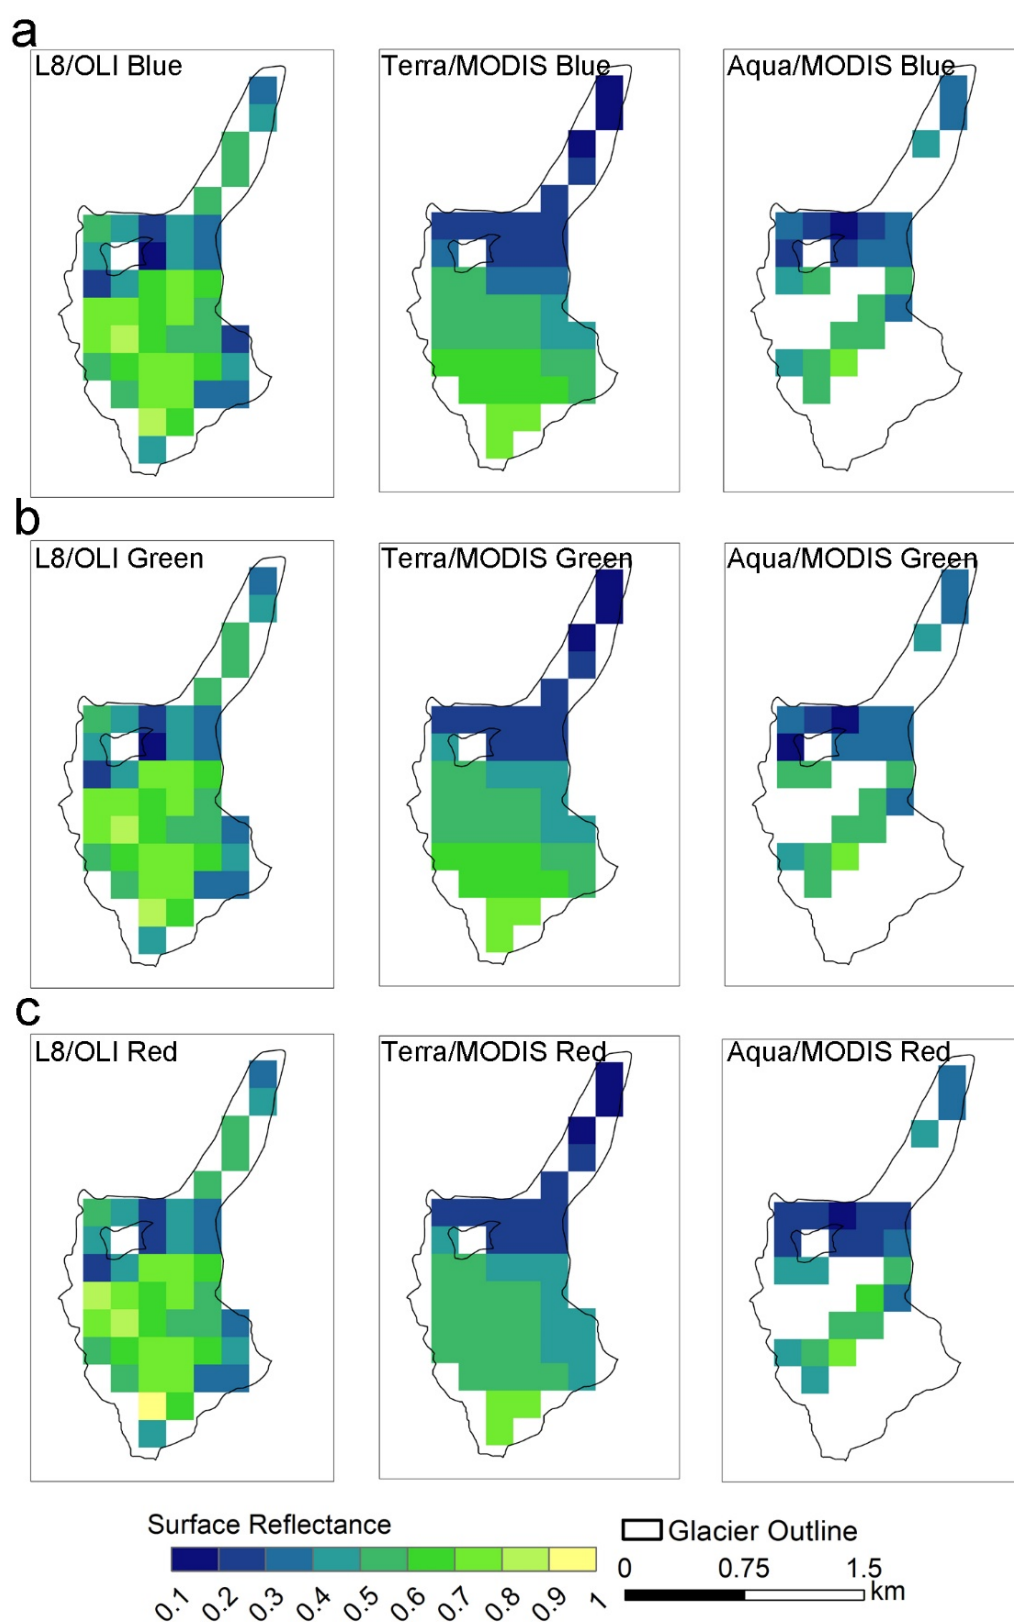 a
L8/OLI Blue Terra/MODIS Blue Aqua/MODIS Blue
b
L8/OLI Green Terra/MODIS Green Aqua/MODIS Green
c
L8/OLI Red Terra/MODIS Red Aqua/MODIS Red
Surface Reflectance
0.1 0.2 0.3 0.4 0.5 0.6 0.7 0.8 0.9 1
Glacier Outline
0 0.75 1.5
km